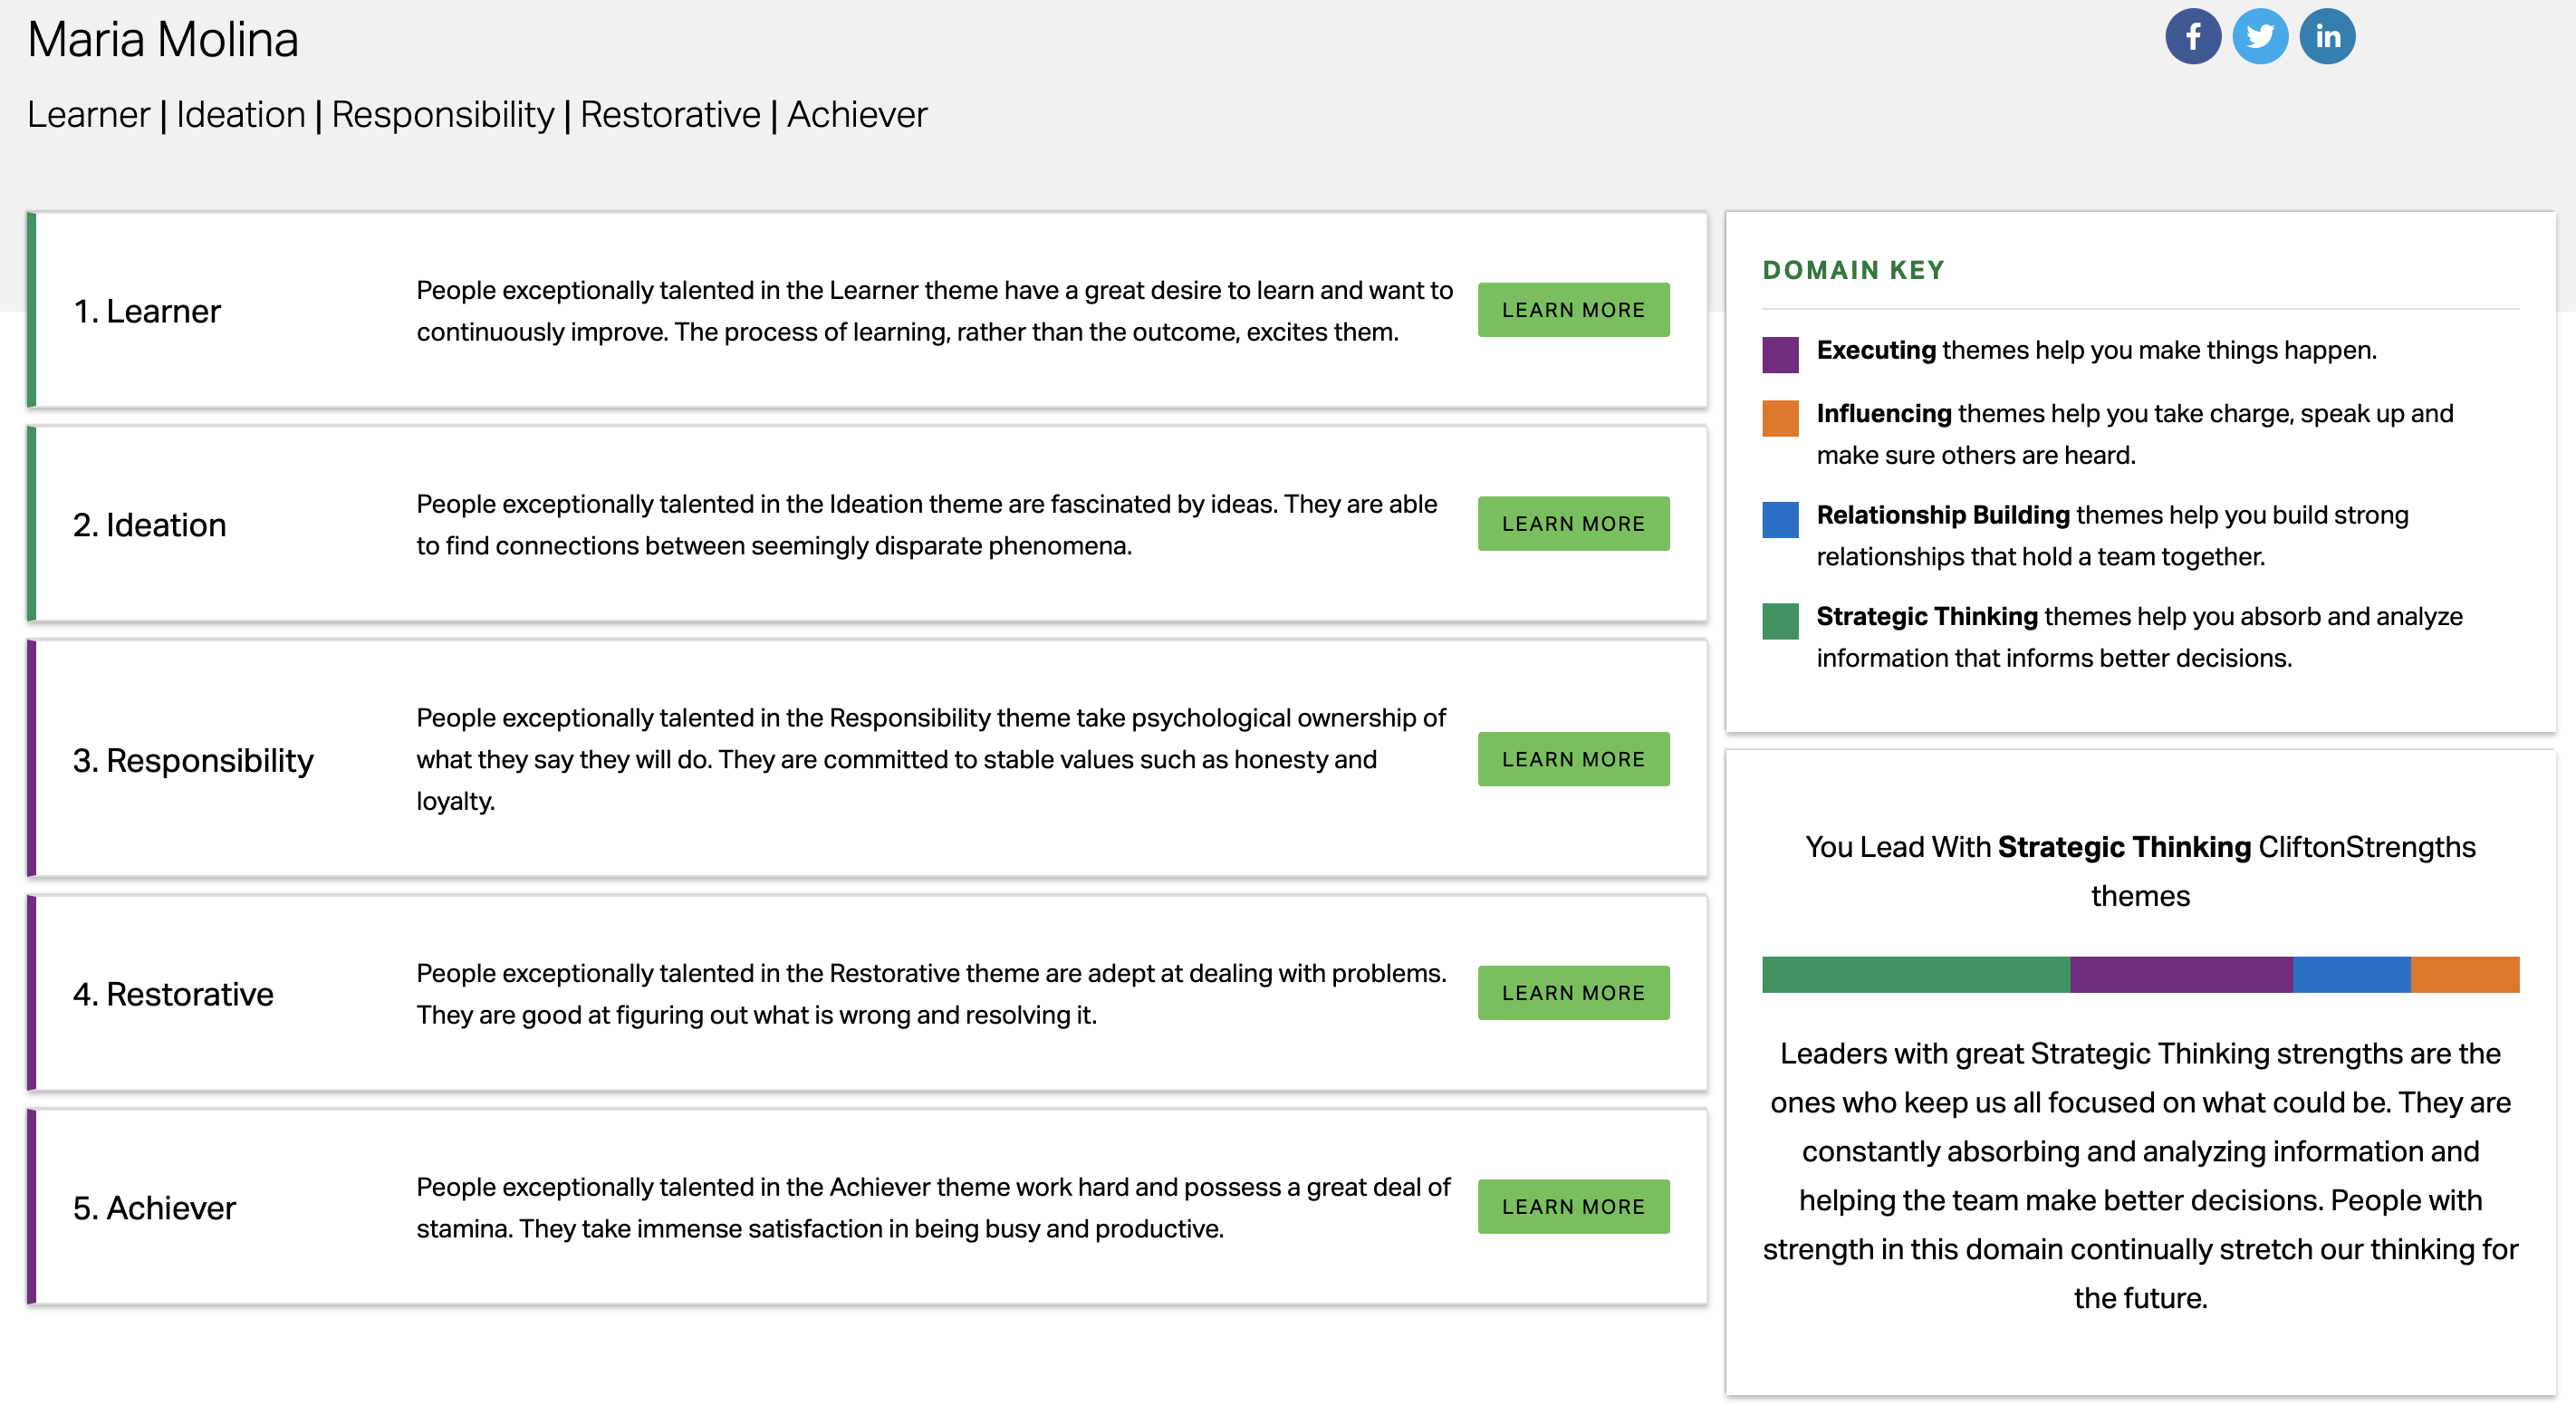 Maria Molina
Learner | Ideation | Responsibility | Restorative | Achiever
1. Learner
People exceptionally talented in the Learner theme have a great desire to learn and want to
continuously improve. The process of learning, rather than the outcome, excites them.
LEARN MORE
2. Ideation
People exceptionally talented in the Ideation theme are fascinated by ideas. They are able
to find connections between seemingly disparate phenomena.
LEARN MORE
3. Responsibility
People exceptionally talented in the Responsibility theme take psychological ownership of
what they say they will do. They are committed to stable values such as honesty and
loyalty.
LEARN MORE
4. Restorative
People exceptionally talented in the Restorative theme are adept at dealing with problems.
They are good at figuring out what is wrong and resolving it.
LEARN MORE
5. Achiever
People exceptionally talented in the Achiever theme work hard and possess a great deal of
stamina. They take immense satisfaction in being busy and productive.
LEARN MORE
DOMAIN KEY
Executing themes help you make things happen.
Influencing themes help you take charge, speak up and
make sure others are heard.
Relationship Building themes help you build strong
relationships that hold a team together.
Strategic Thinking themes help you absorb and analyze
information that informs better decisions.
You Lead With Strategic Thinking CliftonStrengths
themes
Leaders with great Strategic Thinking strengths are the
ones who keep us all focused on what could be. They are
constantly absorbing and analyzing information and
helping the team make better decisions. People with
strength in this domain continually stretch our thinking for
the future.